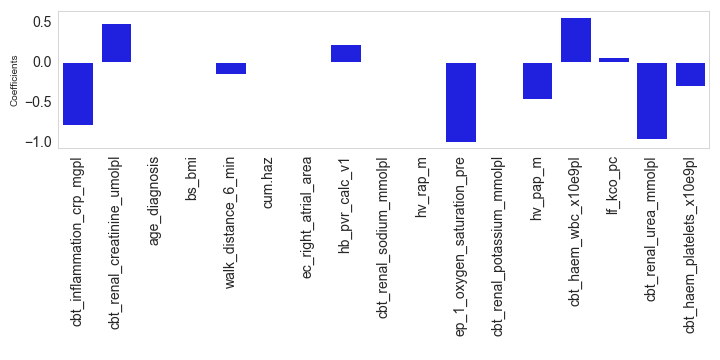 Coefficients
0.5
0.0
−0.5
−1.0
cbt_inflammation_crp_mgpl
cbt_renal_creatinine_umolpl
age_diagnosis
bs_bmi
walk_distance_6_min
cum.haz
ec_right_atrial_area
hb_pvr_calc_v1
cbt_renal_sodium_mmolpl
hv_rap_m
ep_1_oxygen_saturation_pre
cbt_renal_potassium_mmolpl
hv_pap_m
cbt_haem_wbc_x10e9pl
lf_kco_pc
cbt_renal_urea_mmolpl
cbt_haem_platelets_x10e9pl